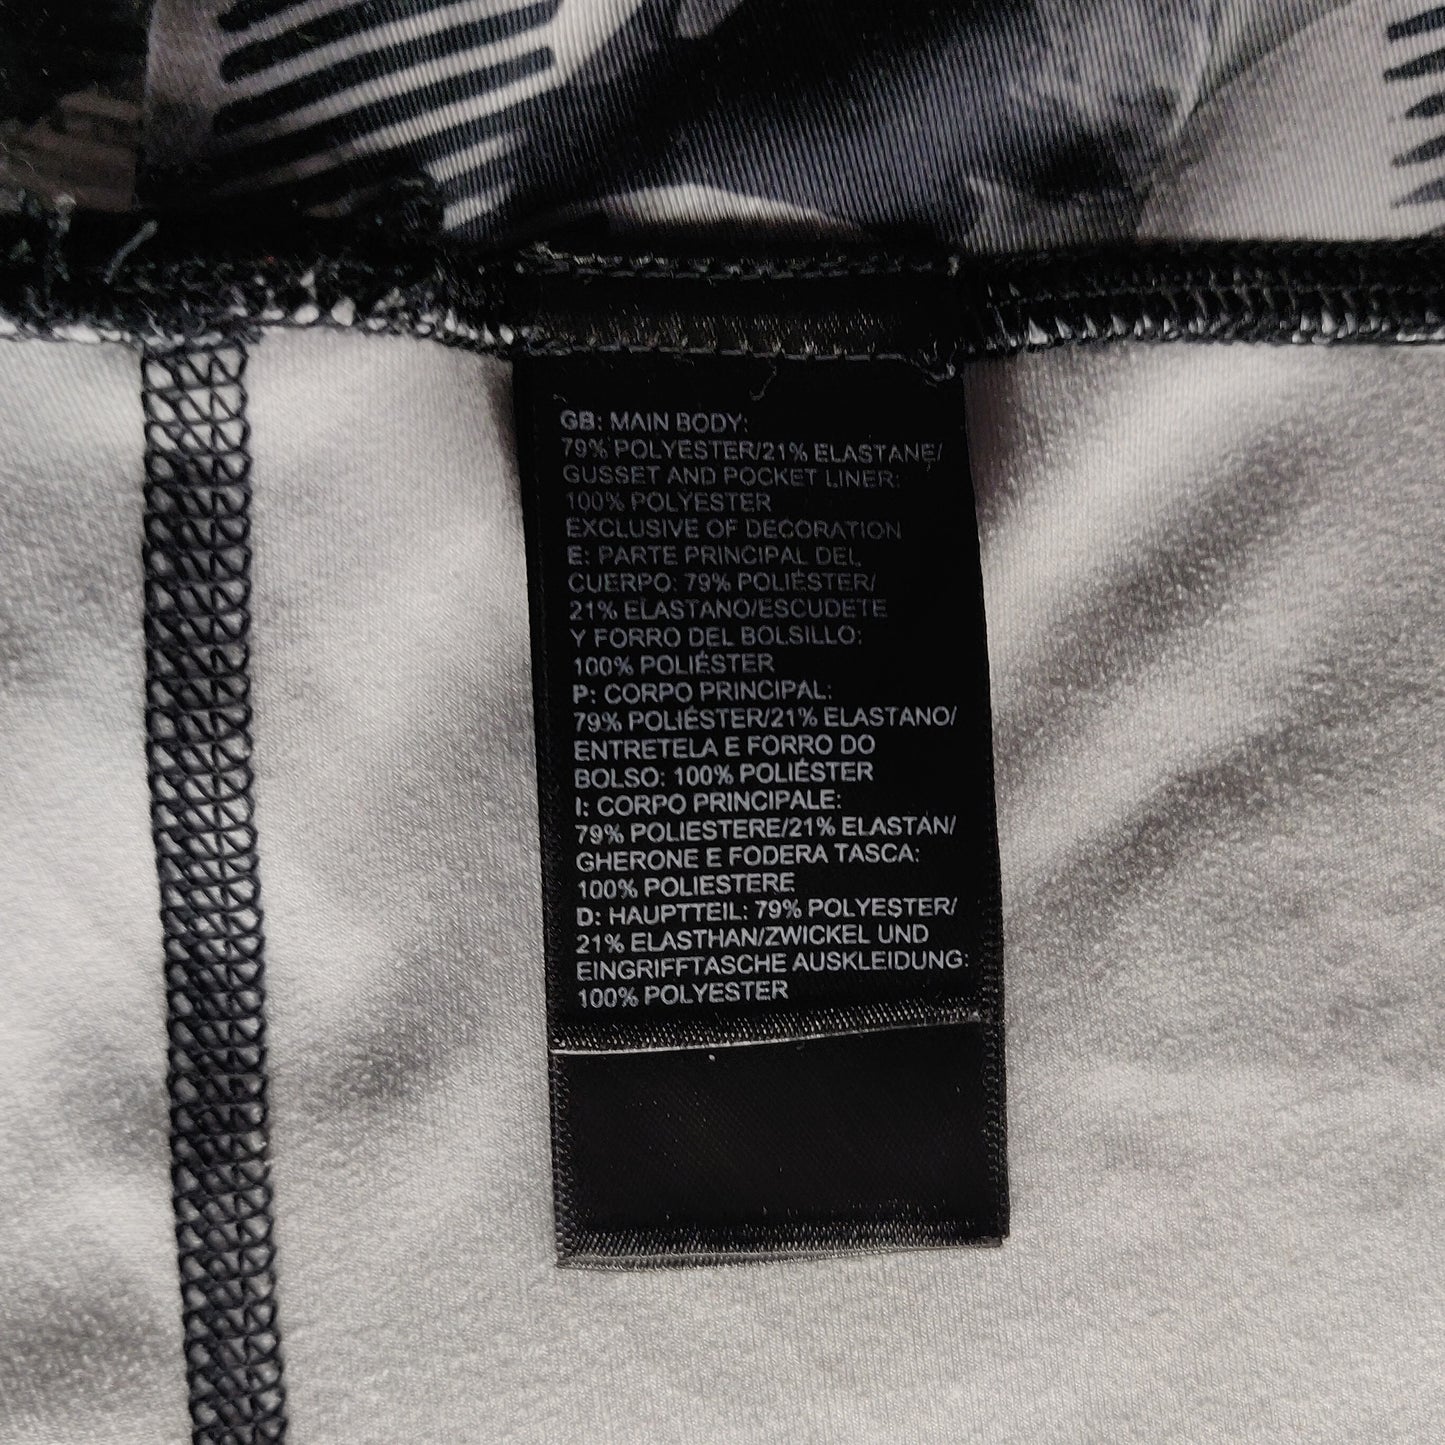 GB: MAIN BODY:
79% POLYESTER/21% ELASTANE/
GUSSET AND POCKET LINER:
100% POLYESTER
EXCLUSIVE OF DECORATION
E: PARTE PRINCIPAL DEL
CUERPO: 79% POLIÉSTER/
21% ELASTANO/ESCUDETE
Y FORRO DEL BOLSILLO:
100% POLIÉSTER
P: CORPO PRINCIPAL:
79% POLIÉSTER/21% ELASTANO/
ENTRETELA E FORRO DO
BOLSO: 100% POLIÉSTER
I: CORPO PRINCIPALE:
79% POLIESTERE/21% ELASTAN/
GHERONE E FODERA TASCA:
100% POLIESTERE
D: HAUPTTEIL: 79% POLYESTER/
21% ELASTHAN/ZWICKEL UND
EINGRIFFTASCHE AUSKLEIDUNG:
100% POLYESTER